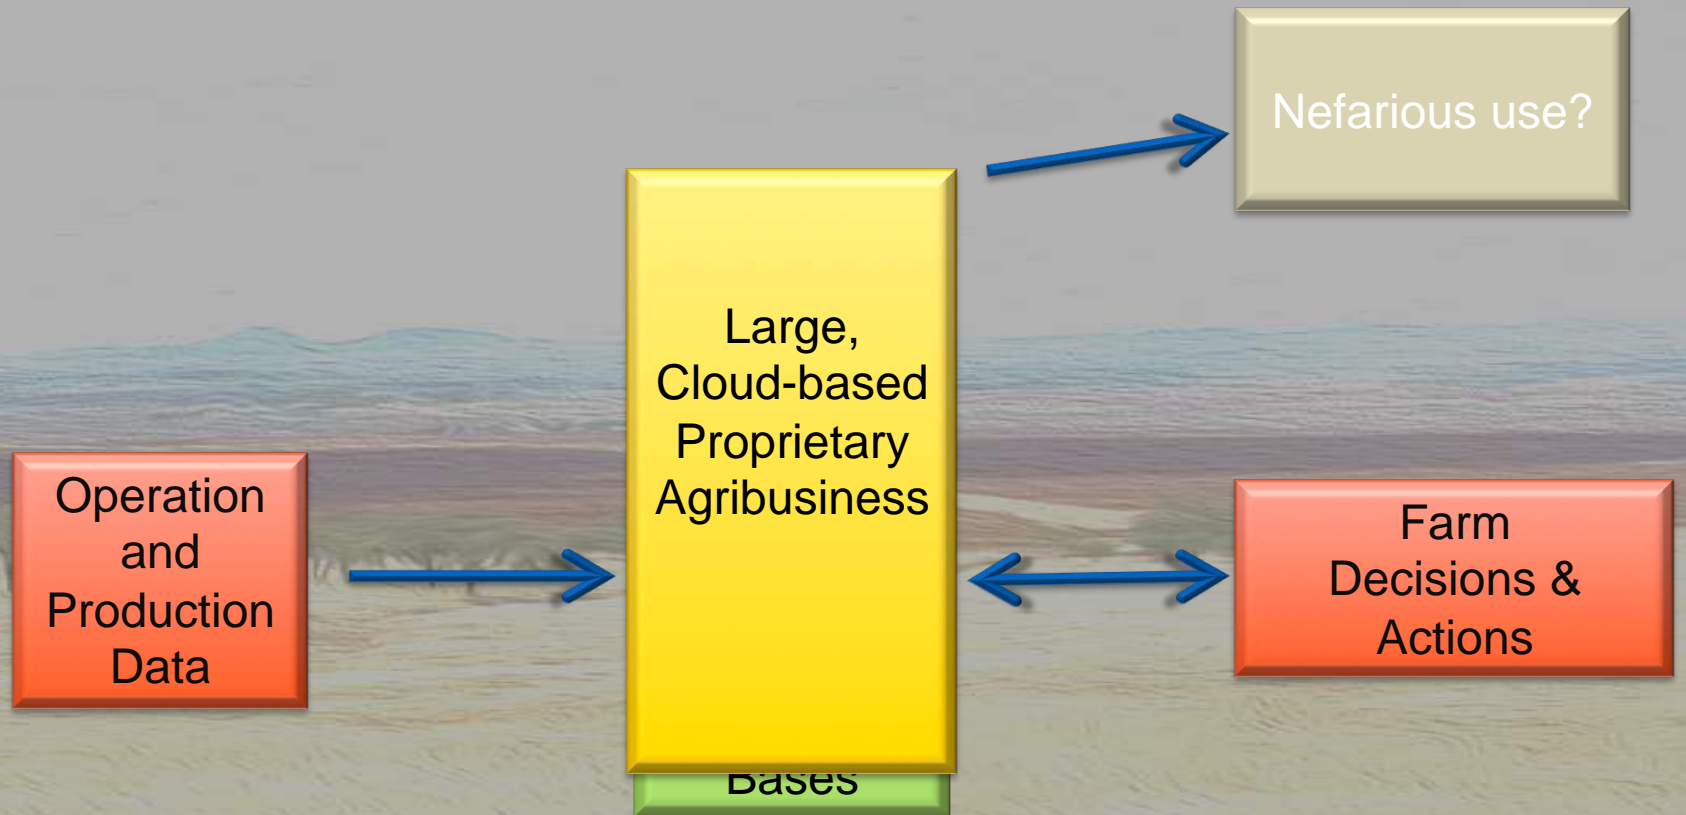 Nefarious use?
Large,
Cloud-based
Proprietary
Agribusiness
Operation
and
Production
Data
Farm
Decisions &
Actions
Bases